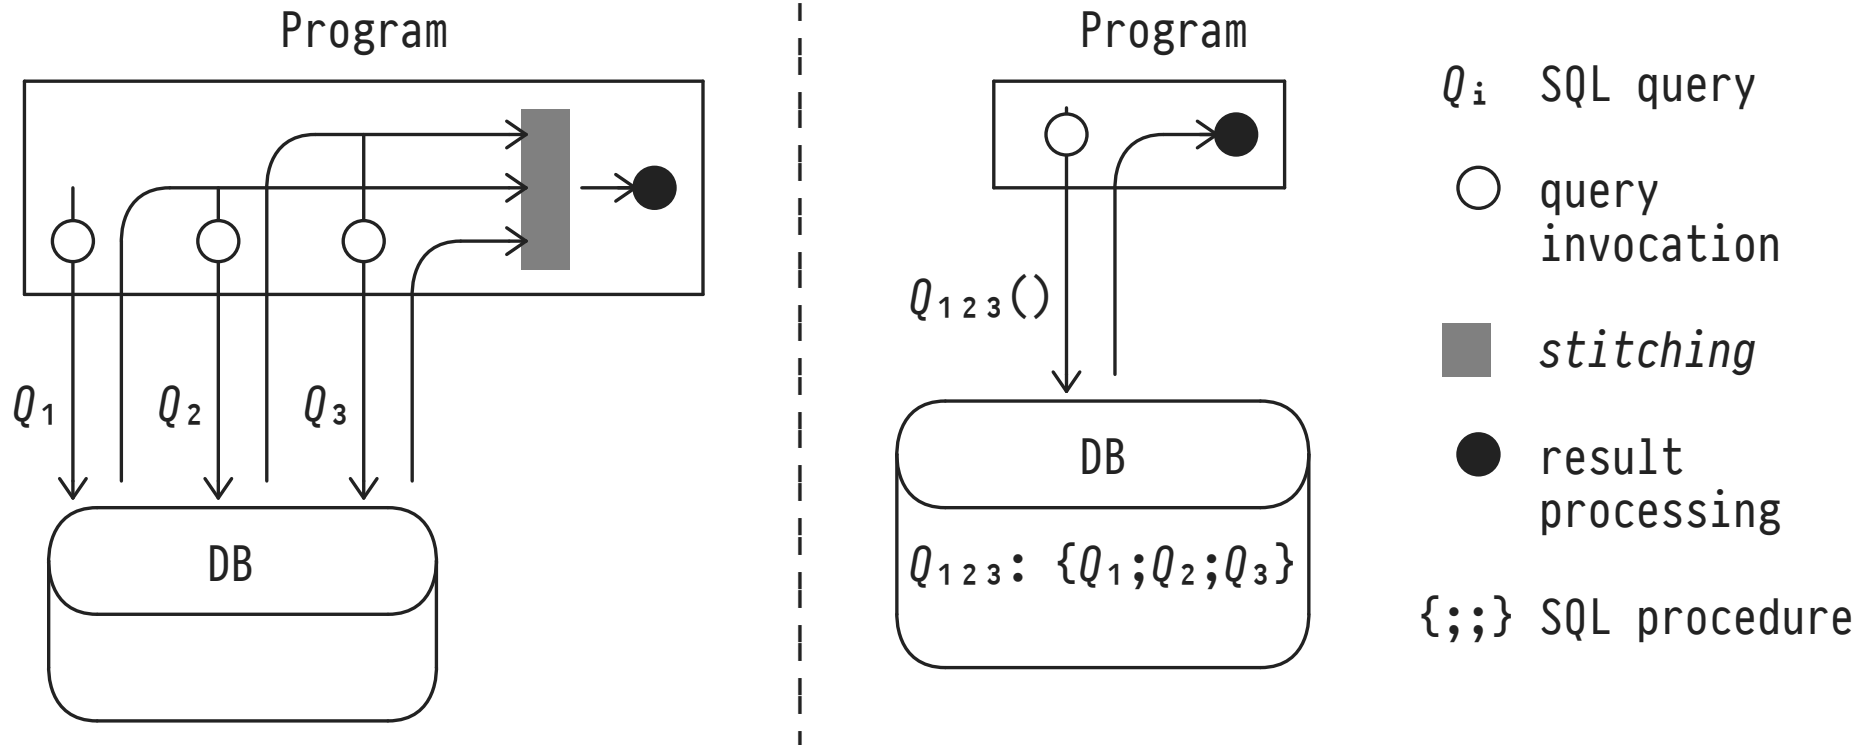 Program
Q1 Q2 Q3
DB
Program
Q123()
DB
Q123: {Q1;Q2;Q3}
Qi SQL query
query
invocation
stitching
result
processing
{;;} SQL procedure